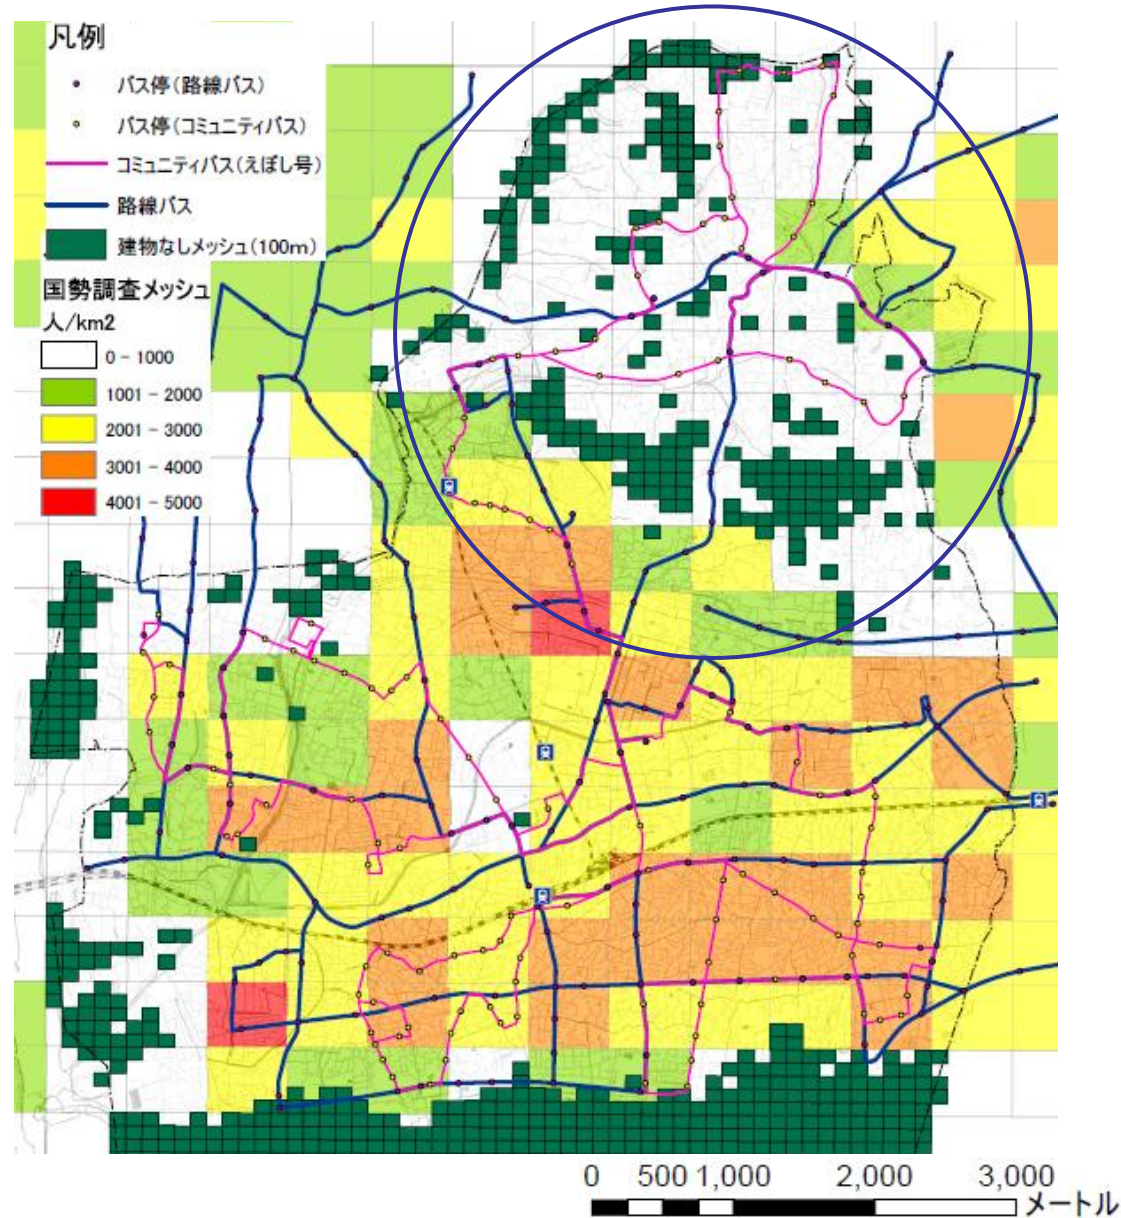 凡例
バス停(路線バス)
バス停(コミュニティバス)
コミュニティバス(えぼし号)
路線バス
建物なしメッシュ(100m)
国勢調査メッシュ
人/km2
0 - 1000
1001 - 2000
2001 - 3000
3001 - 4000
4001 - 5000
0 500 1,000 2,000 3,000
メートル